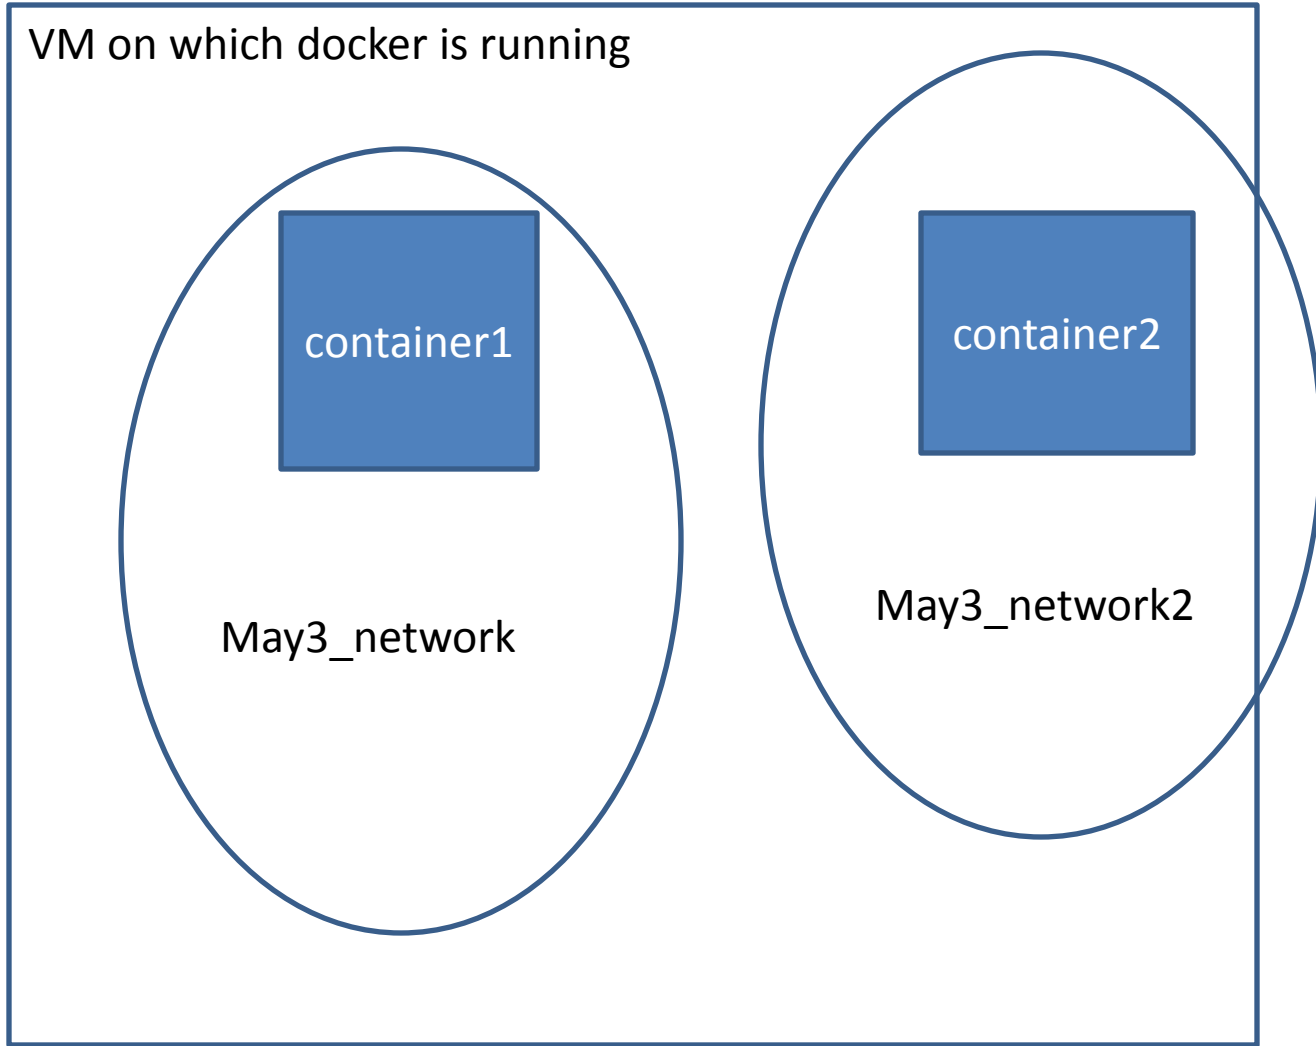 VM on which docker is running
container1
container2
May3_network
May3_network2